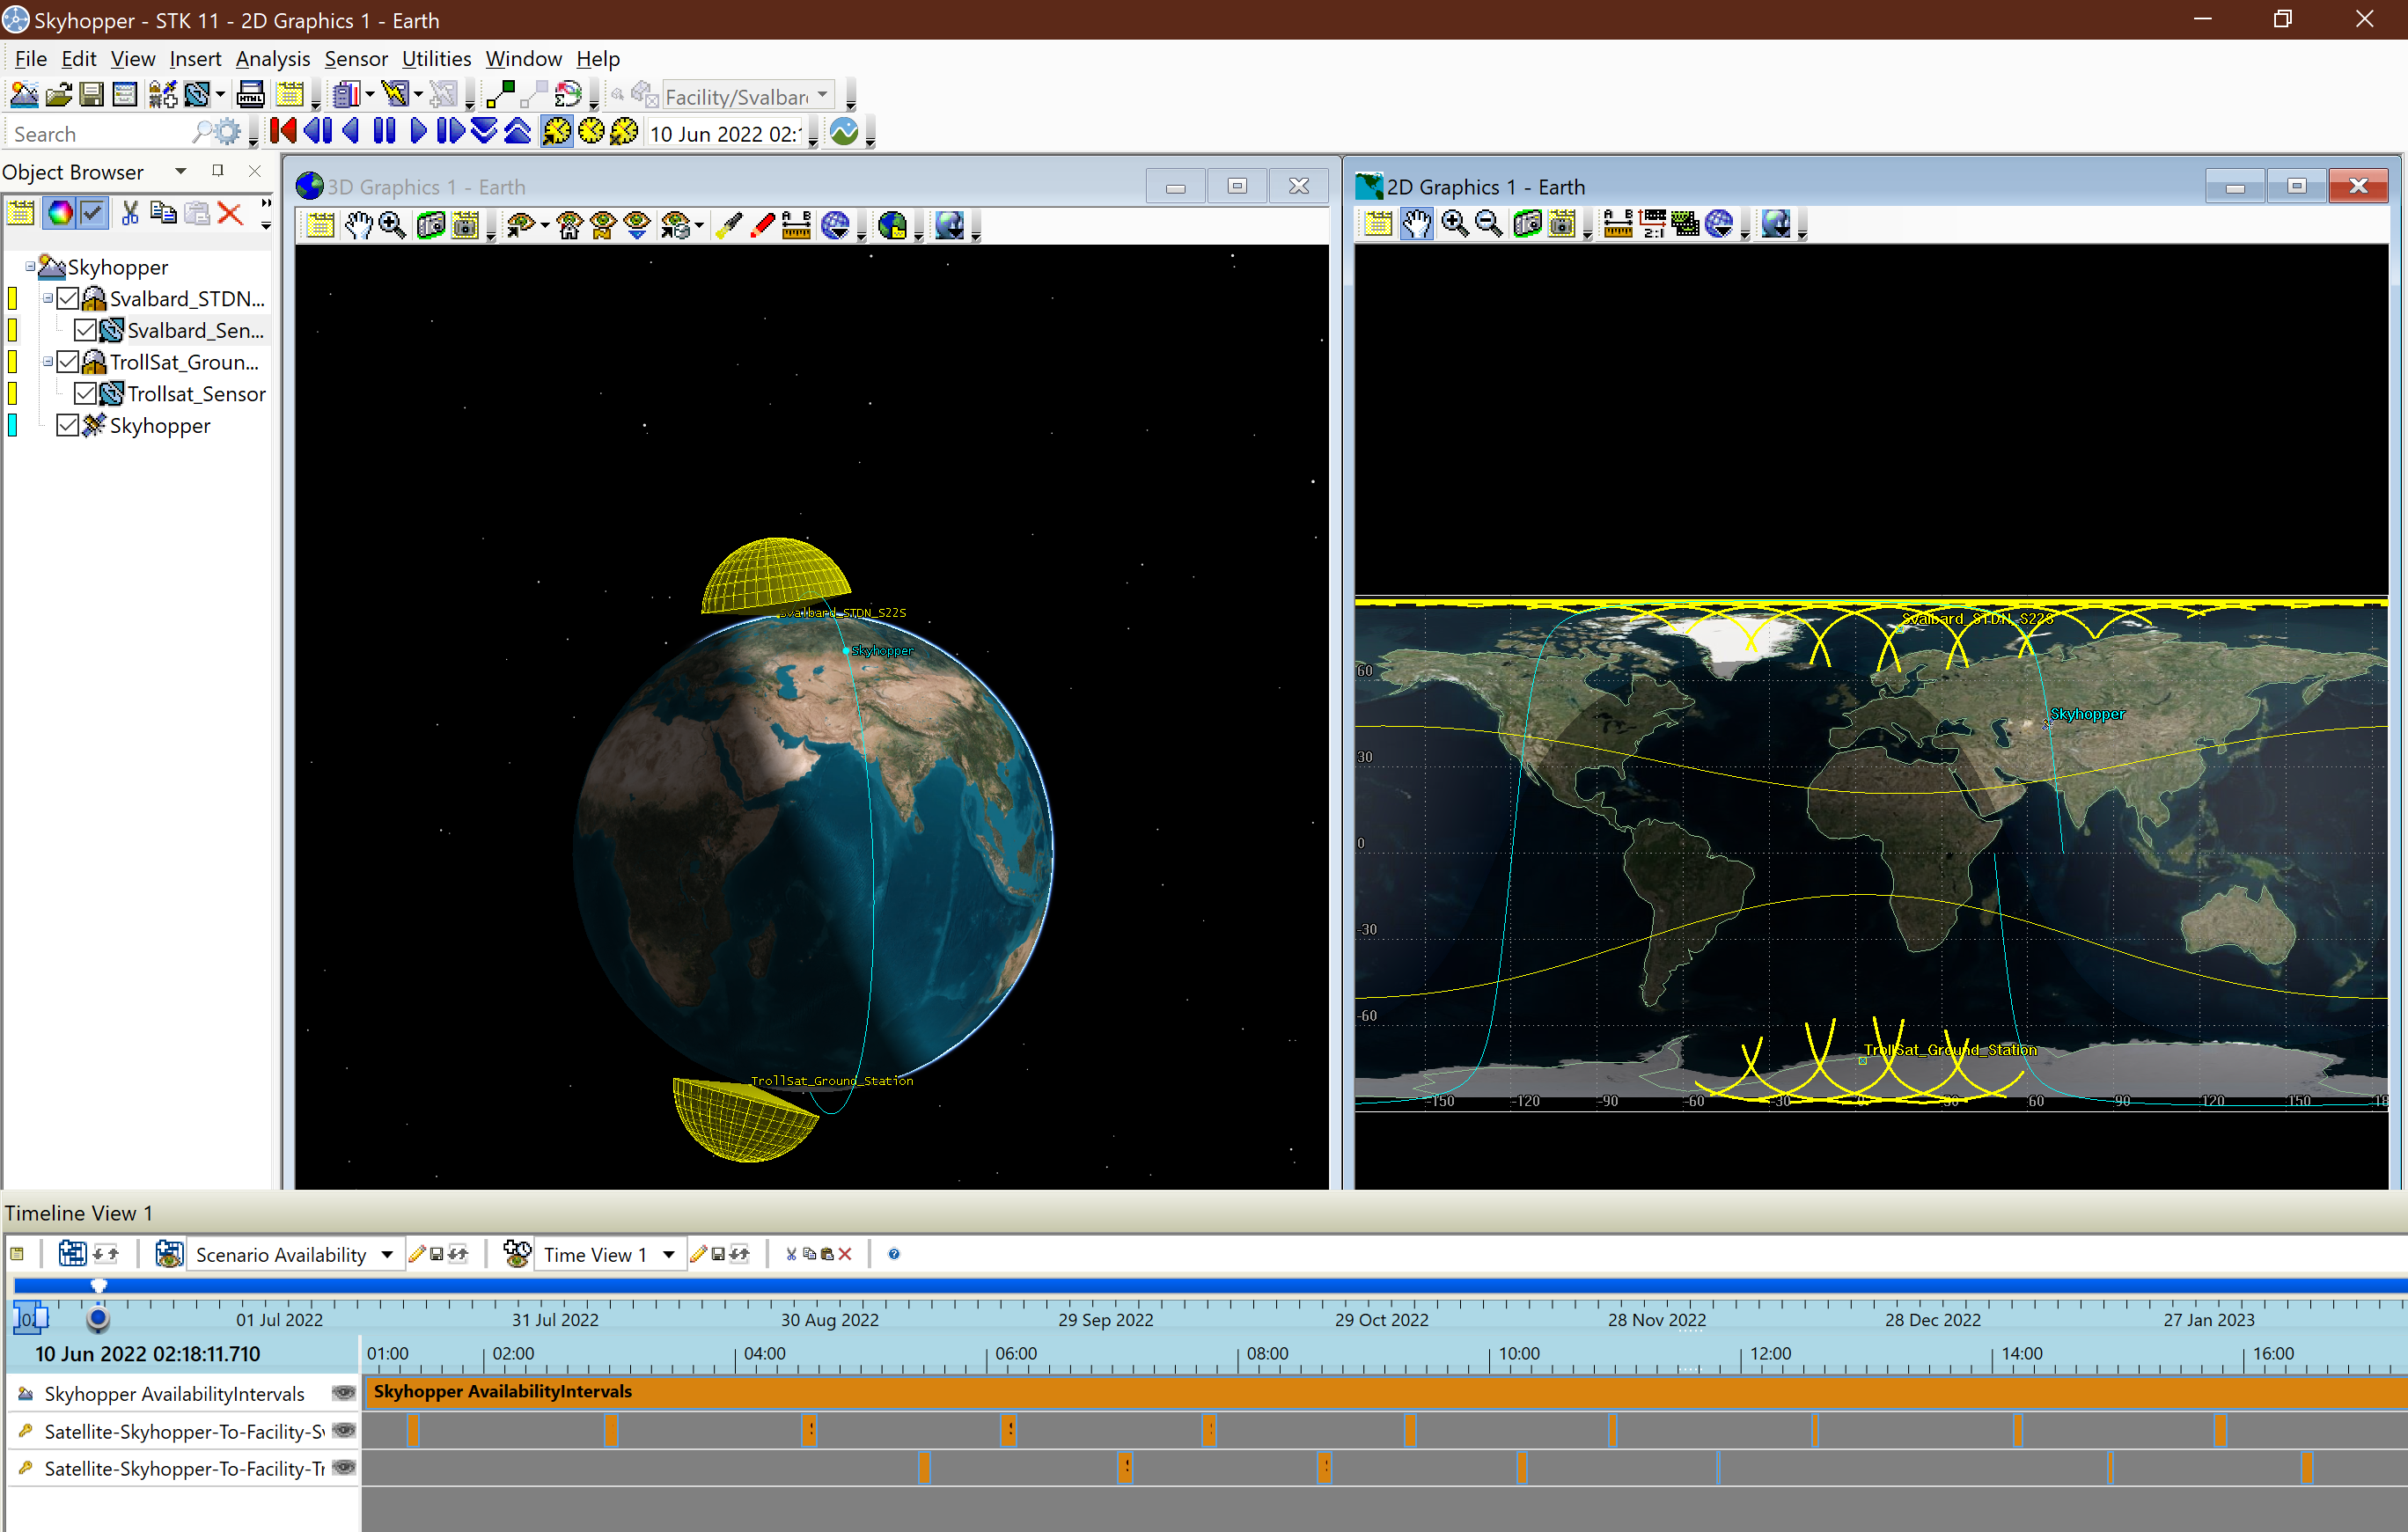 Skyhopper - STK 11 - 2D Graphics 1 - Earth
File Edit View Insert Analysis Sensor Utilities Window Help
HTML
Facility/Svalbar
Search
10 Jun 2022 02:
Object Browser
3D Graphics 1 - Earth
2D Graphics 1 - Earth
A B
A B
2:1
Skyhopper
Svalbard_STDN...
Svalbard_Sen...
TrollSat_Groun...
Trollsat_Sensor
Skyhopper
Svalbard_STDN_S22S
Skyhopper
TrollSat_Ground_Station
Svalbard_STDN_S22S
60
Skyhopper
30
0
-30
-60
TrollSat_Ground_Station
-150 -120 -90 -60 -30 0 30 60 90 120 150 18
Timeline View 1
Scenario Availability Time View 1
01 Jul 2022 31 Jul 2022 30 Aug 2022 29 Sep 2022 29 Oct 2022 28 Nov 2022 28 Dec 2022 27 Jan 2023
10 Jun 2022 02:18:11.710 01:00 02:00 04:00 06:00 08:00 10:00 12:00 14:00 16:00
Skyhopper AvailabilityIntervals Skyhopper AvailabilityIntervals
Satellite-Skyhopper-To-Facility-Sv
Satellite-Skyhopper-To-Facility-Tr